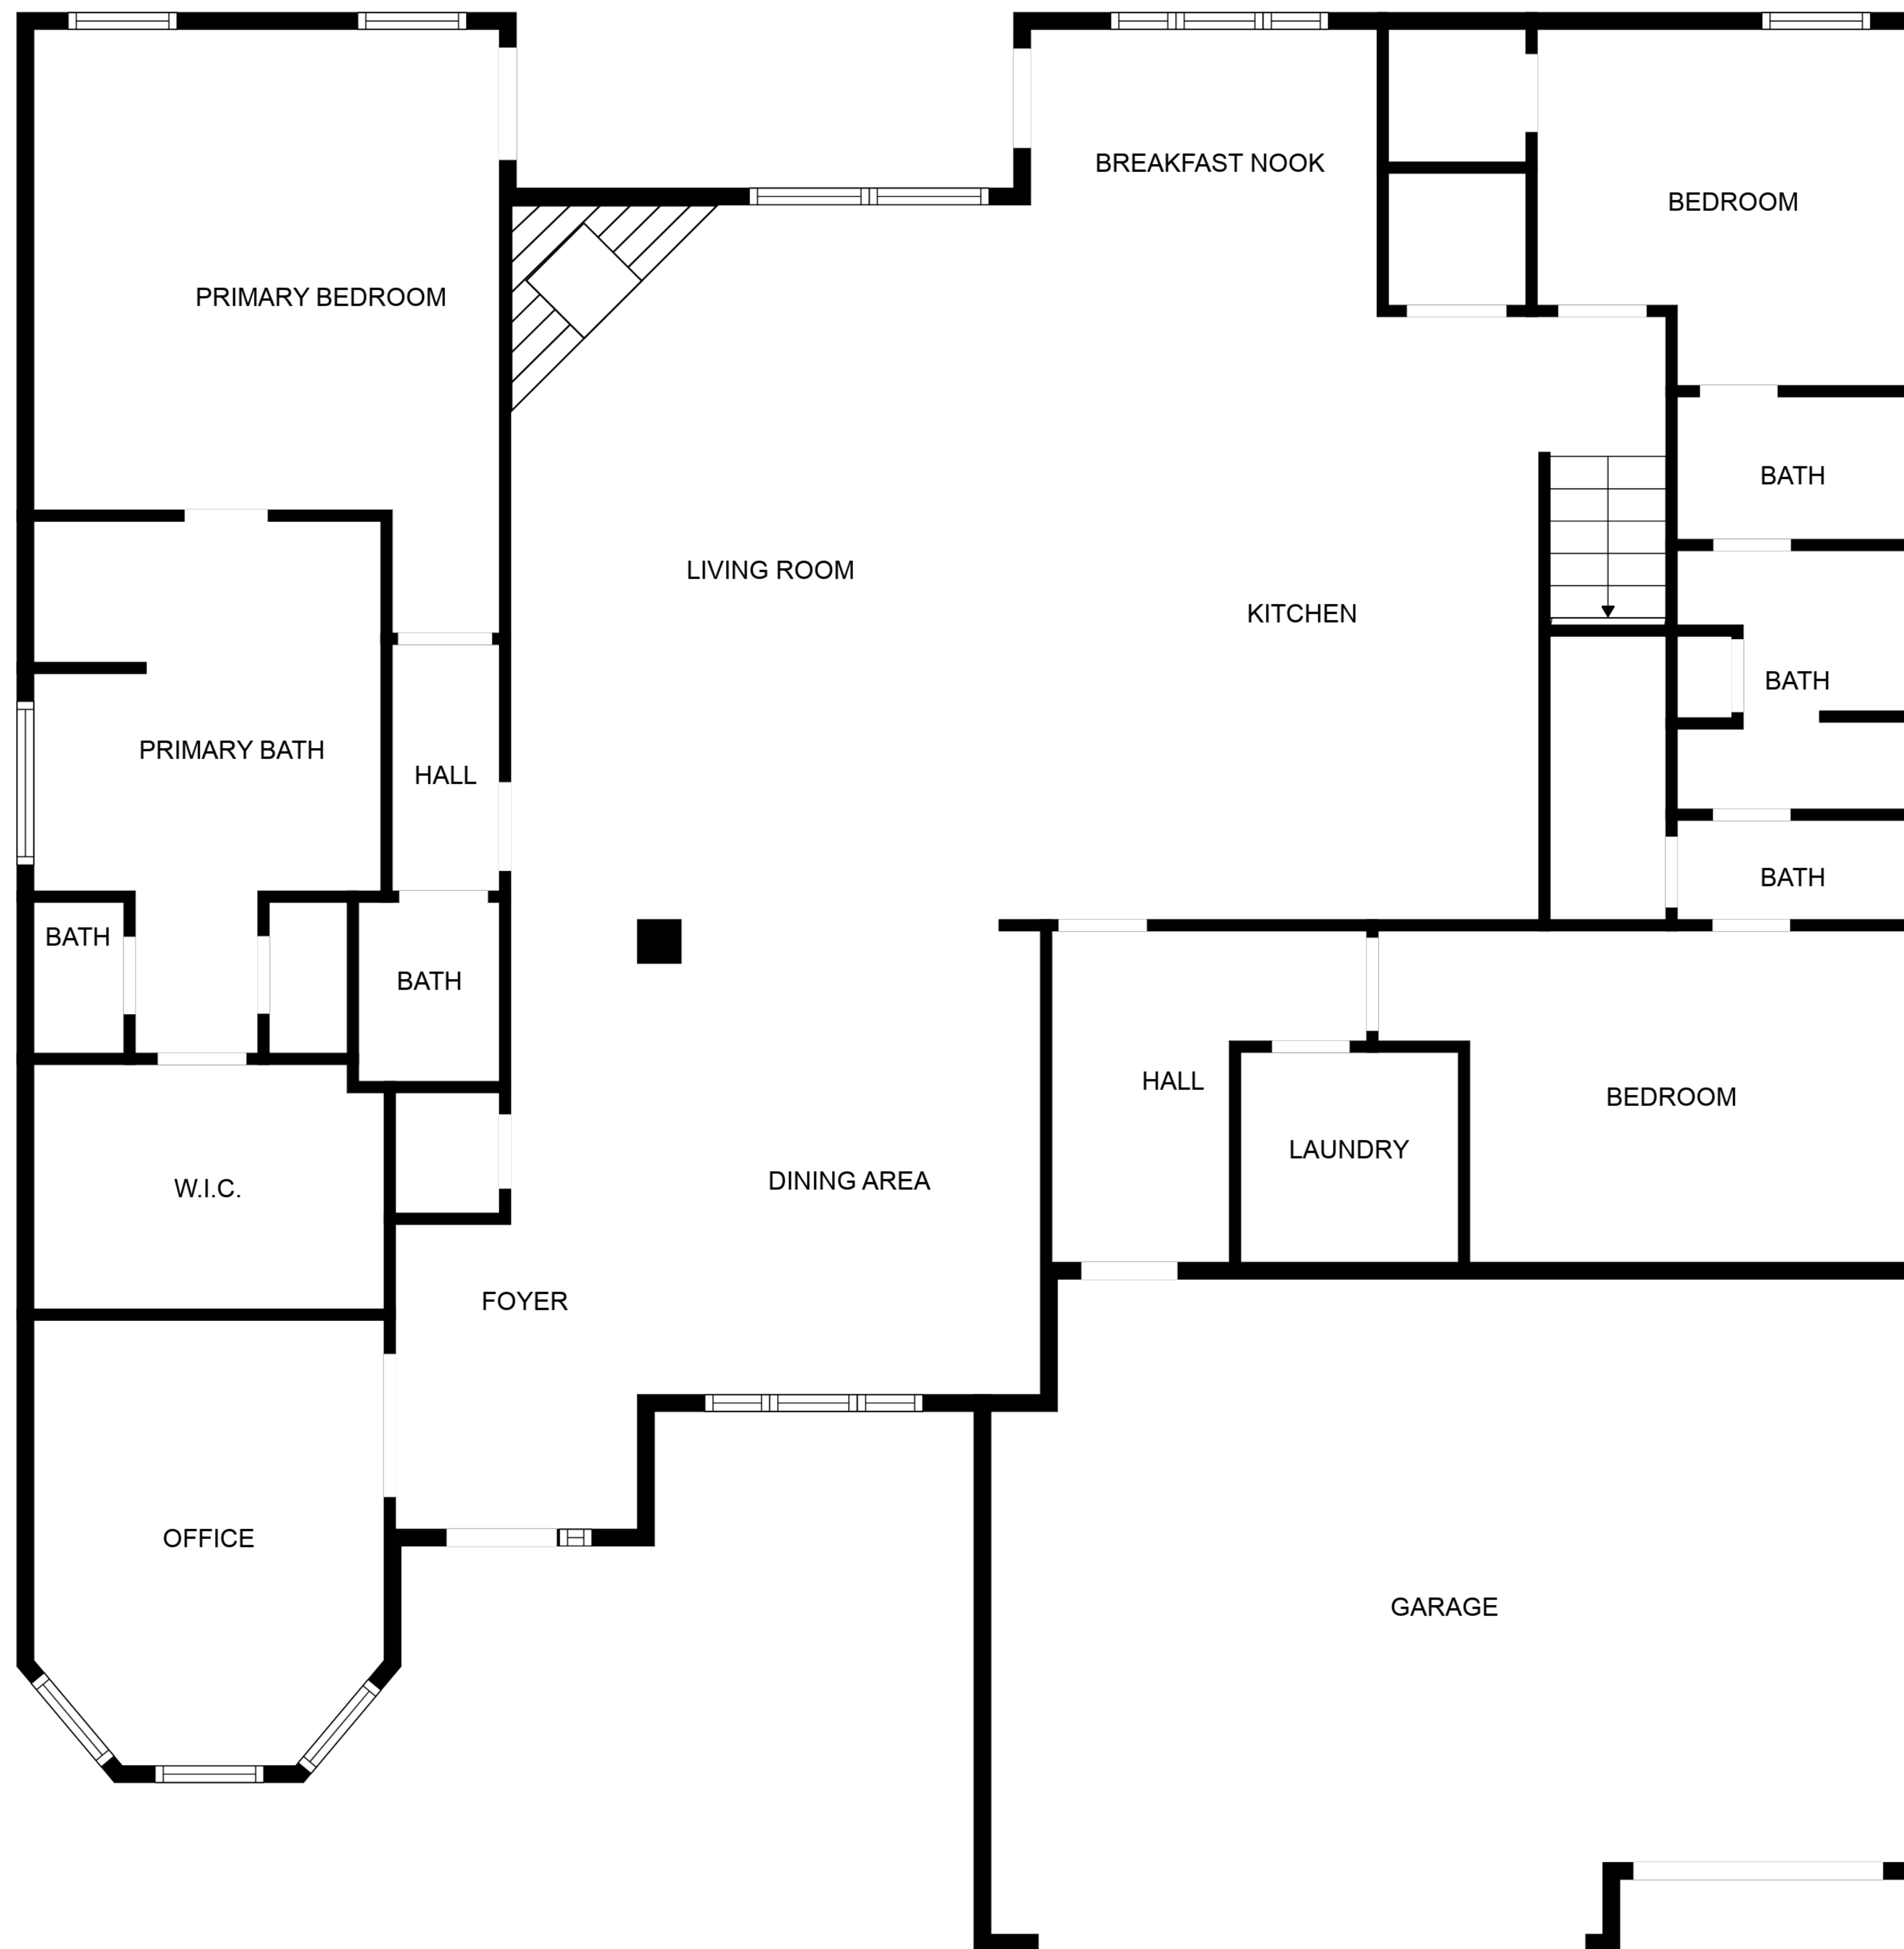 BREAKFAST NOOK
BEDROOM
PRIMARY BEDROOM
BATH
LIVING ROOM
KITCHEN
BATH
PRIMARY BATH
HALL
BATH
BATH
BATH
HALL
BEDROOM
LAUNDRY
DINING AREA
W.I.C.
FOYER
OFFICE
GARAGE